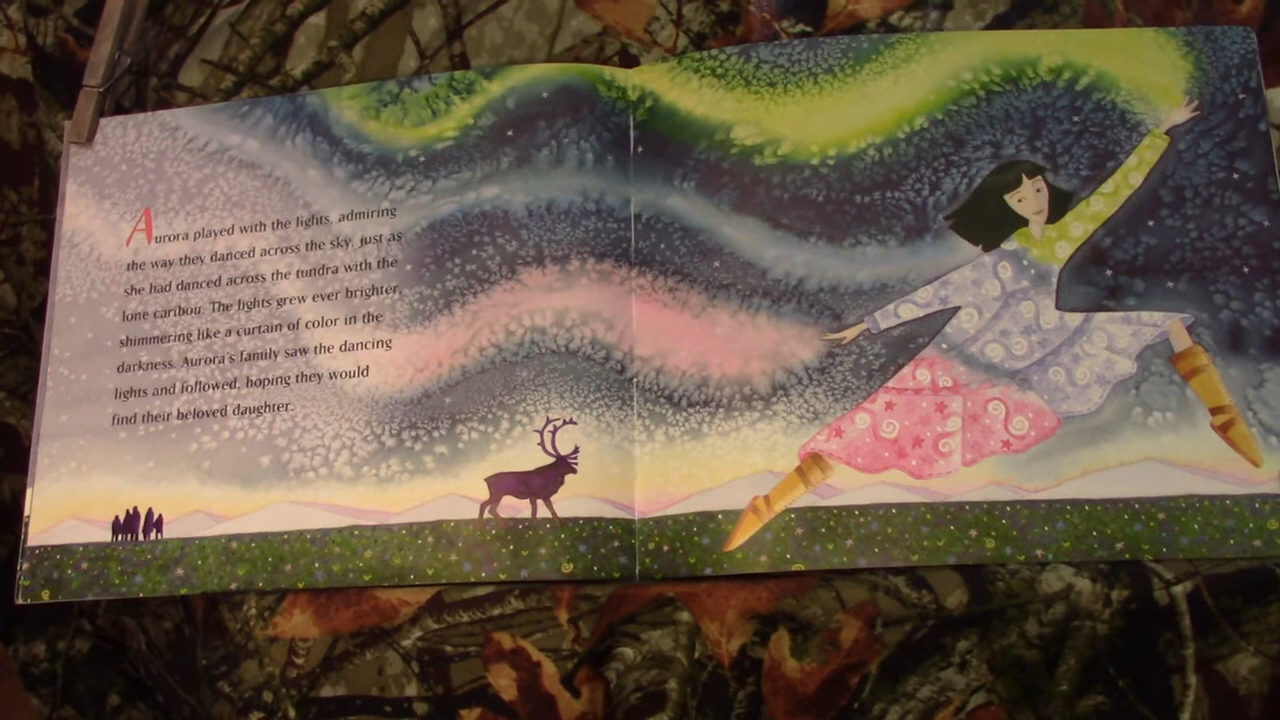 Aurora played with the lights, admiring
the way they danced across the sky, just as
she had danced across the tundra with the
lone caribou. The lights grew ever brighter,
shimmering like a curtain of color in the
darkness. Aurora's family saw the dancing
lights and followed, hoping they would
find their beloved daughter.